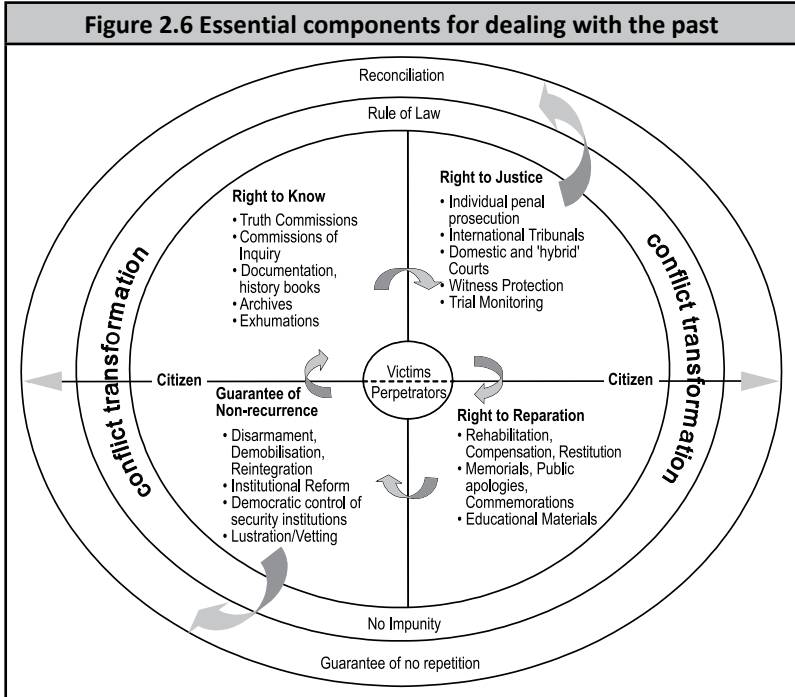 Figure 2.6 Essential components for dealing with the past
Reconciliation
Rule of Law
Right to Know
• Truth Commissions
• Commissions of
Inquiry
• Documentation,
history books
• Archives
• Exhumations
Right to Justice
• Individual penal
prosecution
• International Tribunals
• Domestic and 'hybrid'
Courts
• Witness Protection
• Trial Monitoring
conflict transformation
conflict transformation
Citizen
Victims
Perpetrators
Citizen
Guarantee of
Non-recurrence
• Disarmament,
Demobilisation,
Reintegration
• Institutional Reform
• Democratic control of
security institutions
• Lustration/Vetting
Right to Reparation
• Rehabilitation,
Compensation, Restitution
• Memorials, Public
apologies,
Commemorations
• Educational Materials
No Impunity
Guarantee of no repetition